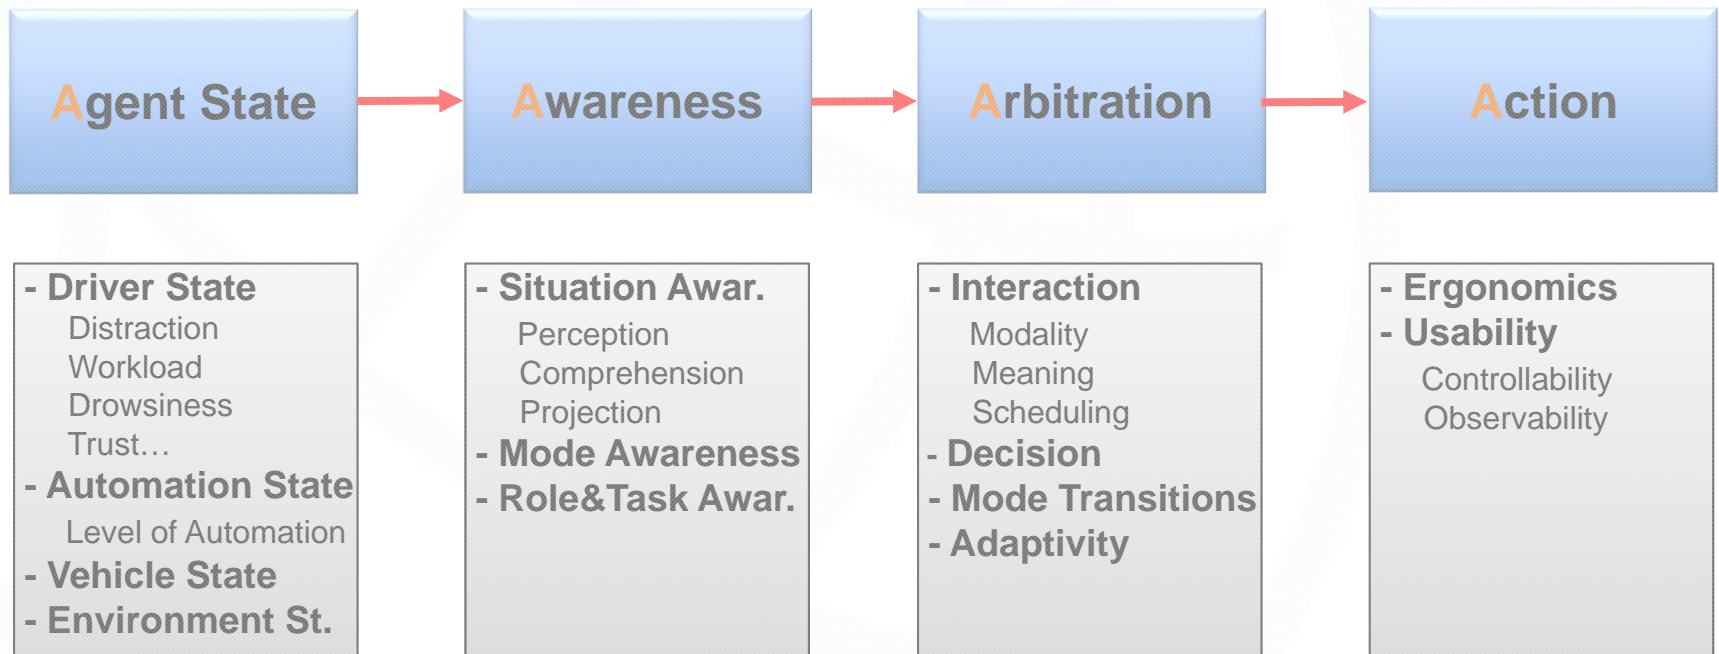 Agent State
Awareness
Arbitration
Action
- Driver State
Distraction
Workload
Drowsiness
Trust...
- Automation State
Level of Automation
- Vehicle State
- Environment St.
- Situation Awar.
Perception
Comprehension
Projection
- Mode Awareness
- Role&Task Awar.
- Interaction
Modality
Meaning
Scheduling
- Decision
- Mode Transitions
- Adaptivity
- Ergonomics
- Usability
Controllability
Observability